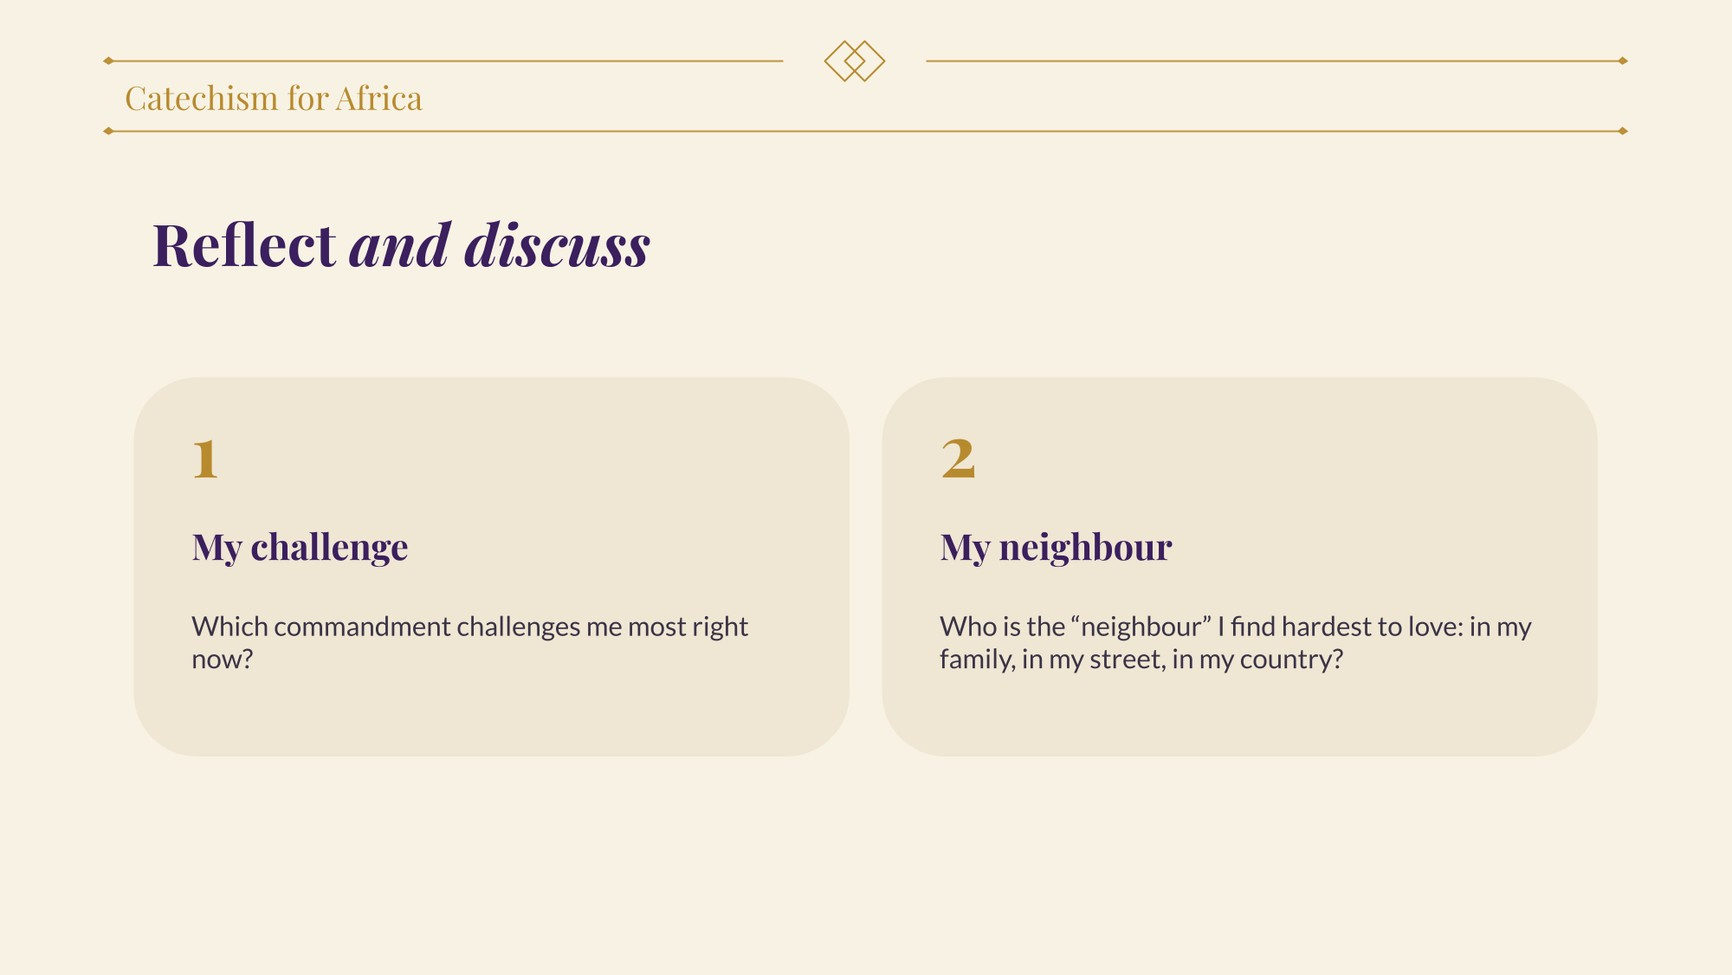 Catechism for Africa
Reflect and discuss
1
My challenge
Which commandment challenges me most right
now?
2
My neighbour
Who is the “neighbour” I find hardest to love: in my
family, in my street, in my country?